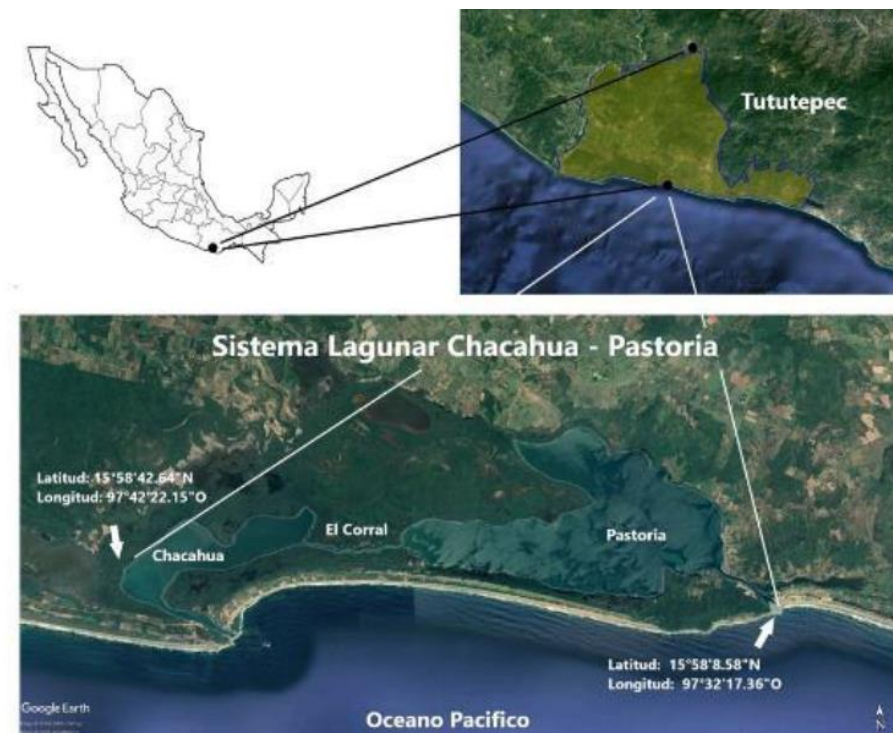 Tututepec
Sistema Lagunar Chacahua - Pastoria
Latitud: 15°58'42.64"N
Longitud: 97°42'22.15"O
El Corral
Chacahua
Pastoria
Latitud: 15°58'8.58"N
Longitud: 97°32'17.36"O
Google Earth
Oceano Pacifico
N